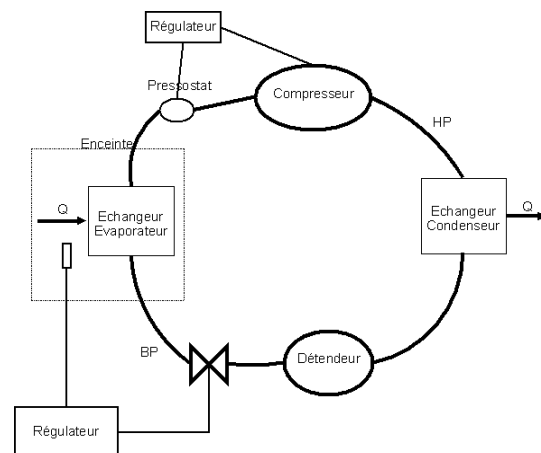 Régulateur
Pressostat
Compresseur
HP
Enceinte
Q
Echangeur
Evaporateur
Echangeur
Condenseur
Q
BP
Détendeur
Régulateur